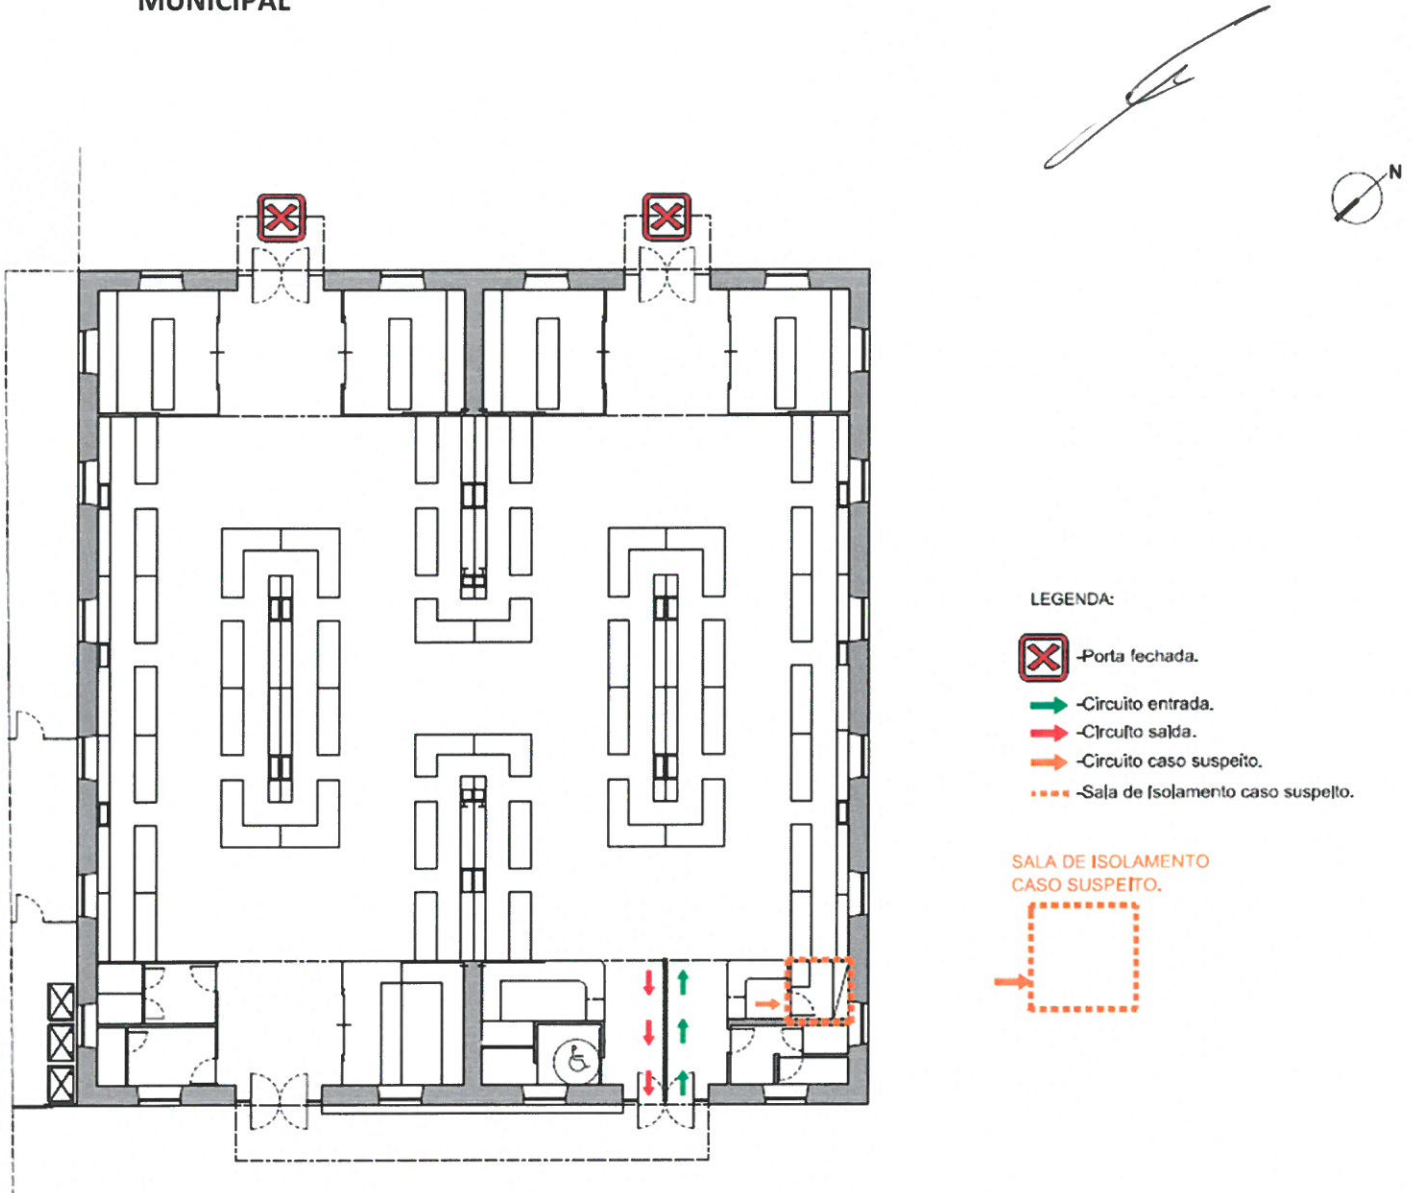 MUNICIPAL
N
LEGENDA:
-Porta fechada.
-Circuito entrada.
-Circuito saída.
-Circuito caso suspeito.
-Sala de Isolamento caso suspeito.
SALA DE ISOLAMENTO
CASO SUSPEITO.